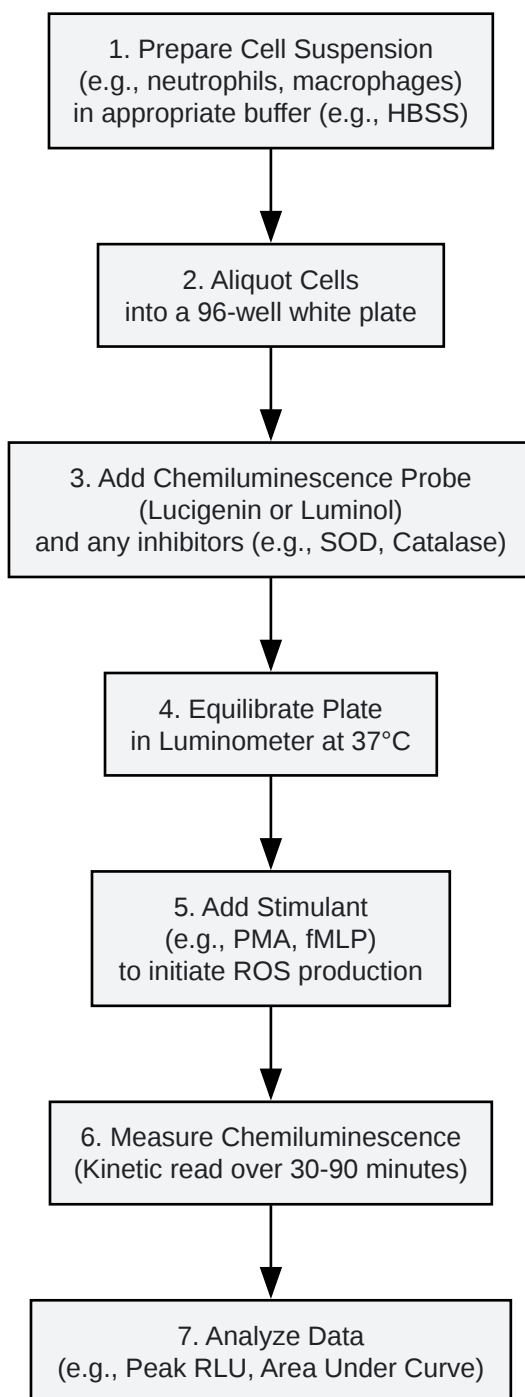 1. Prepare Cell Suspension
(e.g., neutrophils, macrophages)
in appropriate buffer (e.g., HBSS)
2. Aliquot Cells
into a 96-well white plate
3. Add Chemiluminescence Probe
(Lucigenin or Luminol)
and any inhibitors (e.g., SOD, Catalase)
4. Equilibrate Plate
in Luminometer at 37°C
5. Add Stimulant
(e.g., PMA, fMLP)
to initiate ROS production
6. Measure Chemiluminescence
(Kinetic read over 30-90 minutes)
7. Analyze Data
(e.g., Peak RLU, Area Under Curve)